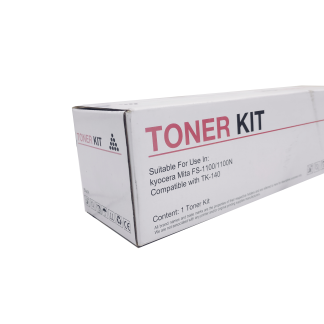 TONER KIT
TONER KIT
Suitable For Use In:
kyocera Mita FS-1100/1100N
Compatible with TK-140
Content: 1 Toner Kit